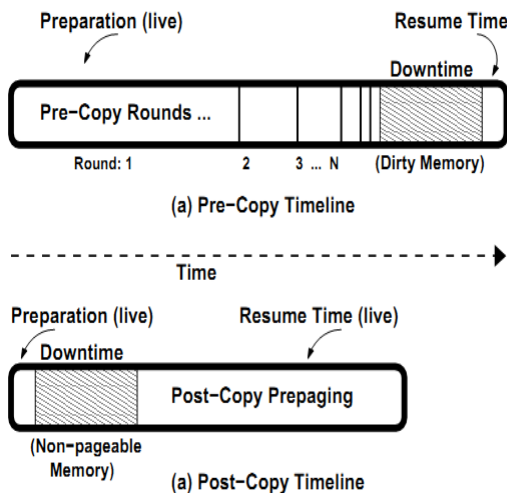 Preparation (live)
Resume Time
Downtime
Pre-Copy Rounds ...
Round: 1
2
3 ... N
(Dirty Memory)
(a) Pre-Copy Timeline
Time
Preparation (live)
Resume Time (live)
Downtime
Post-Copy Prepaging
(Non-pageable
Memory)
(a) Post-Copy Timeline